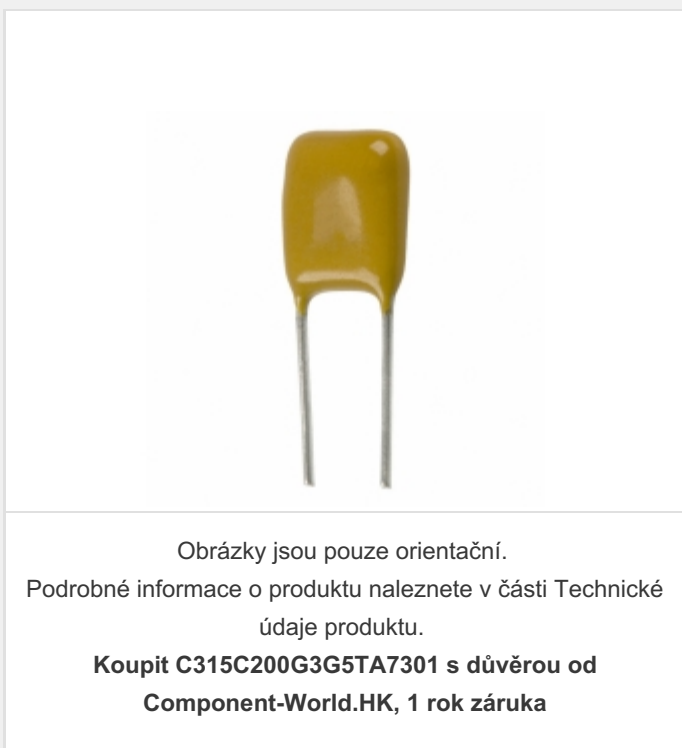 Obrázky jsou pouze orientační.
Podrobné informace o produktu naleznete v části Technické
údaje produktu.
Koupit C315C200G3G5TA7301 s důvěrou od
Component-World.HK, 1 rok záruka